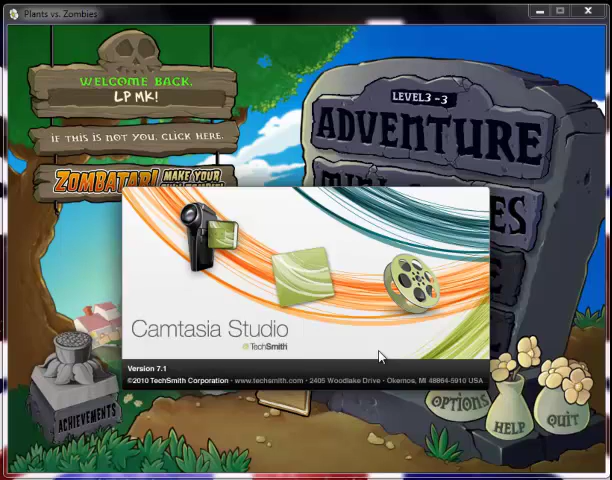 Plants vs. Zombies
WELCOME BACK,
LP MK!
IF THIS IS NOT YOU, CLICK HERE.
ZOMBATAR! MAKE YOUR
LEVEL 3 - 3
ADVENTURE
Camtasia Studio
TechSmith
Version 7.1
©2010 TechSmith Corporation · www.techsmith.com · 2405 Woodlake Drive · Okemos, MI 48864-5910 USA
ACHIEVEMENTS
OPTIONS
HELP
QUIT